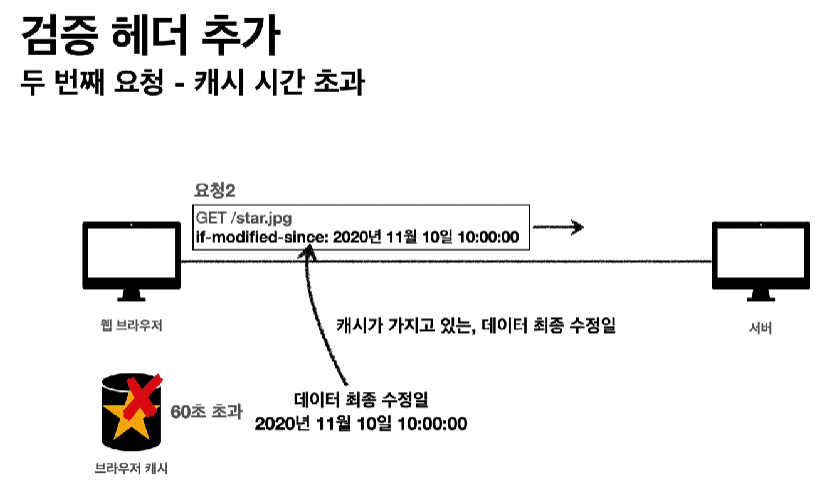 검증 헤더 추가
두 번째 요청 - 캐시 시간 초과
요청2
GET /star.jpg
if-modified-since: 2020년 11월 10일 10:00:00
웹 브라우저
캐시가 가지고 있는, 데이터 최종 수정일
서버
60초 초과
데이터 최종 수정일
2020년 11월 10일 10:00:00
브라우저 캐시